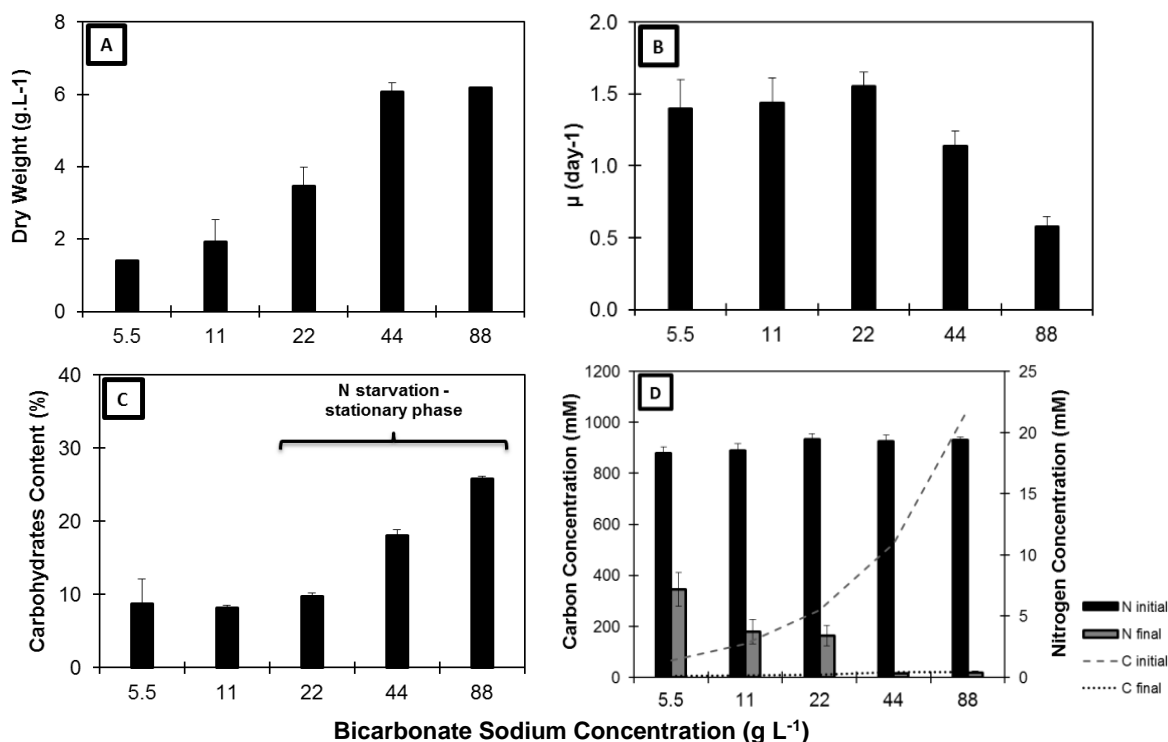 A
Dry Weight (g.L-1)
8
6
4
2
0
5.5 11 22 44 88
B
µ (day-1)
2.0
1.5
1.0
0.5
0.0
5.5 11 22 44 88
C
Carbohydrates Content (%)
40
30
20
10
0
N starvation -
stationary phase
5.5 11 22 44 88
D
Carbon Concentration (mM)
1200
1000
800
600
400
200
0
25
20
15
10
5
0
Nitrogen Concentration (mM)
5.5 11 22 44 88
N initial
N final
C initial
C final
Bicarbonate Sodium Concentration (g L-1)